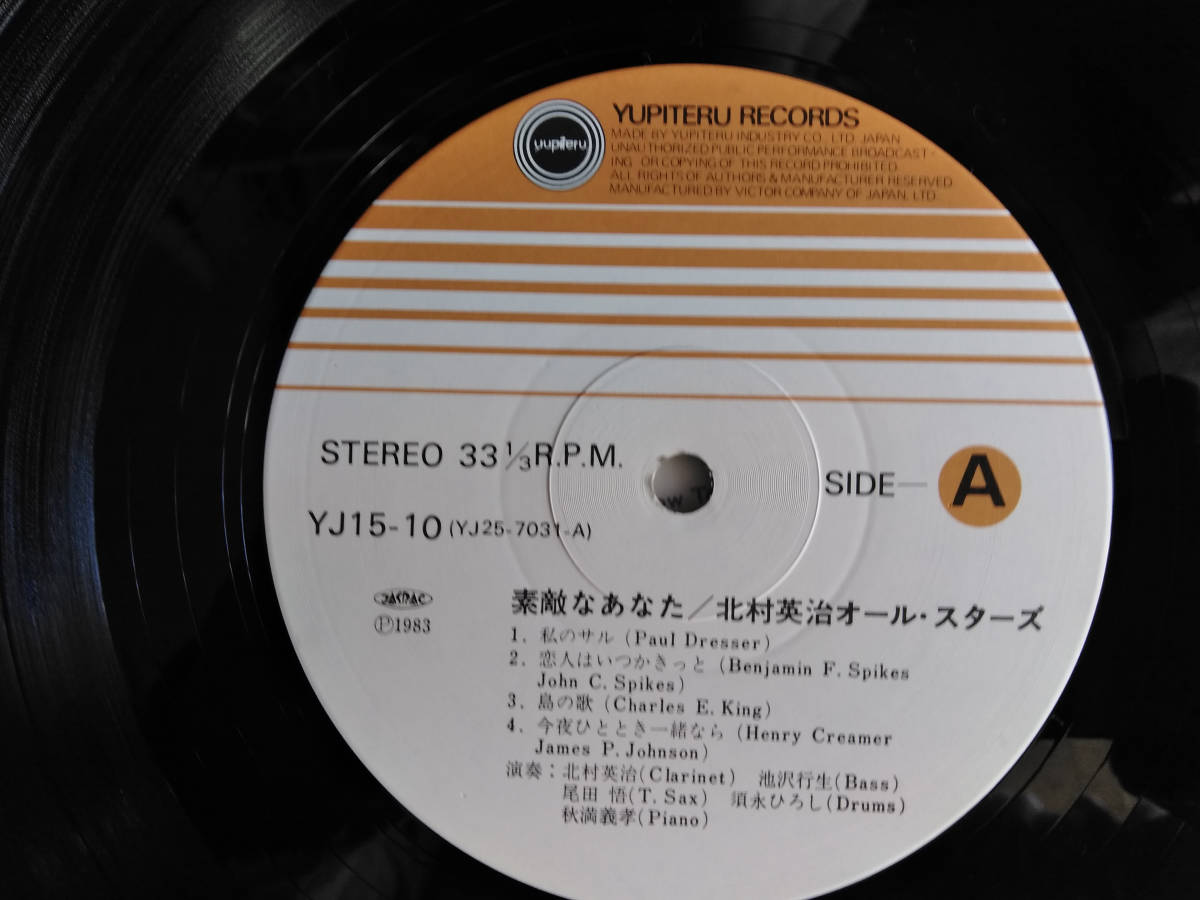 yupiteru
YUPITERU RECORDS
MADE BY YUPITERU INDUSTRY CO., LTD. JAPAN
UNAUTHORIZED PUBLIC PERFORMANCE BROADCAST-
ING OR COPYING OF THIS RECORD PROHIBITED
ALL RIGHTS OF AUTHORS & MANUFACTURER RESERVED
MANUFACTURED BY VICTOR COMPANY OF JAPAN, LTD.
STEREO 33 1/3 R.P.M.
SIDE— A
YJ15-10 (YJ25-7031-A)
JASRAC
Ⓟ1983
素敵なあなた/北村英治オール・スターズ
1. 私のサル (Paul Dresser)
2. 恋人はいつかきっと (Benjamin F. Spikes
John C. Spikes)
3. 島の歌 (Charles E. King)
4. 今夜ひととき一緒なら (Henry Creamer
James P. Johnson)
演奏:北村英治(Clarinet) 池沢行生(Bass)
尾田 悟(T. Sax) 須永ひろし(Drums)
秋満義孝(Piano)